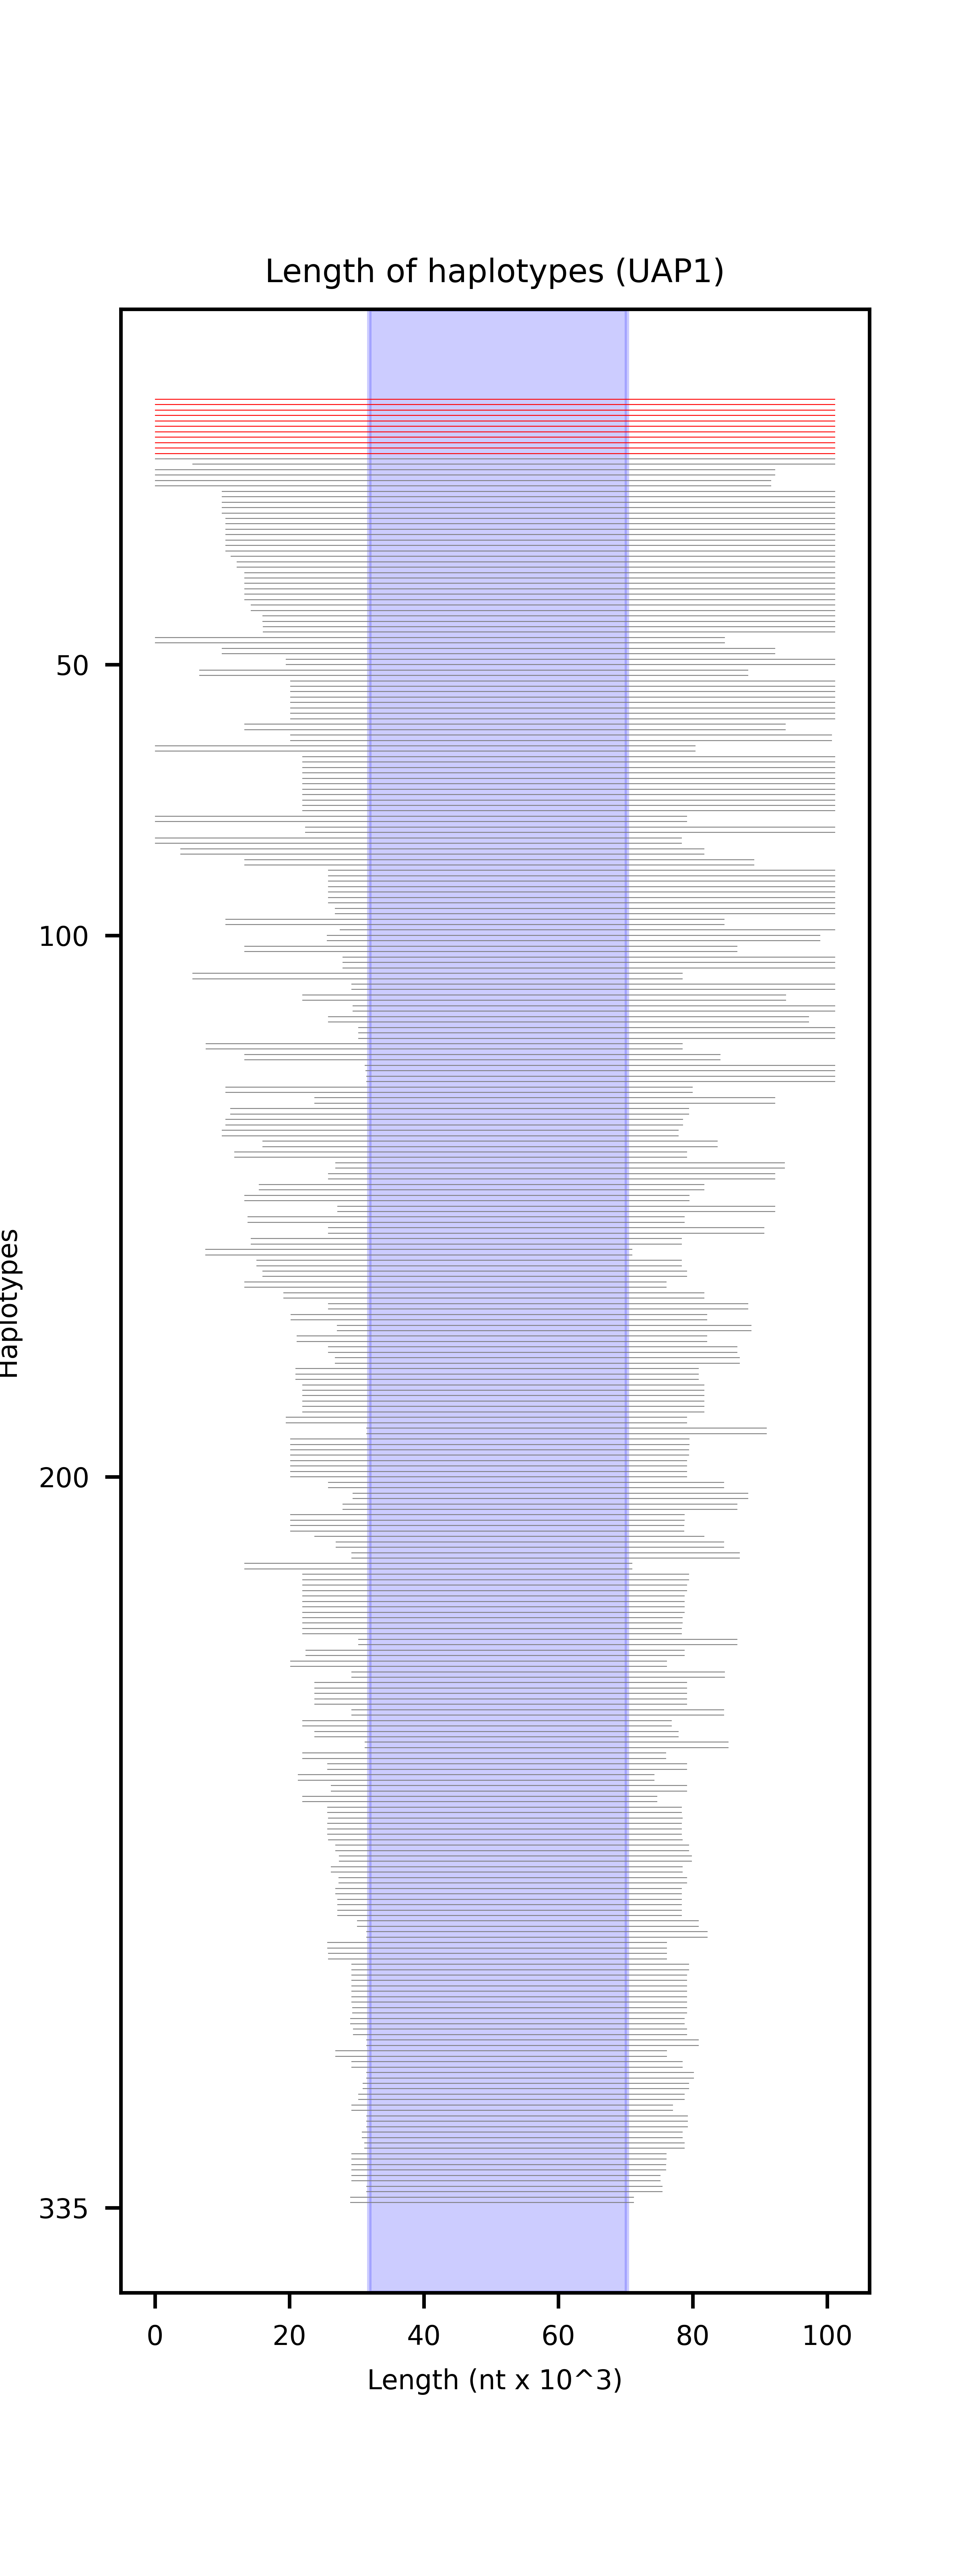 Length of haplotypes (UAP1)
50
100
200
335
Haplotypes
0 20 40 60 80 100
Length (nt x 10^3)